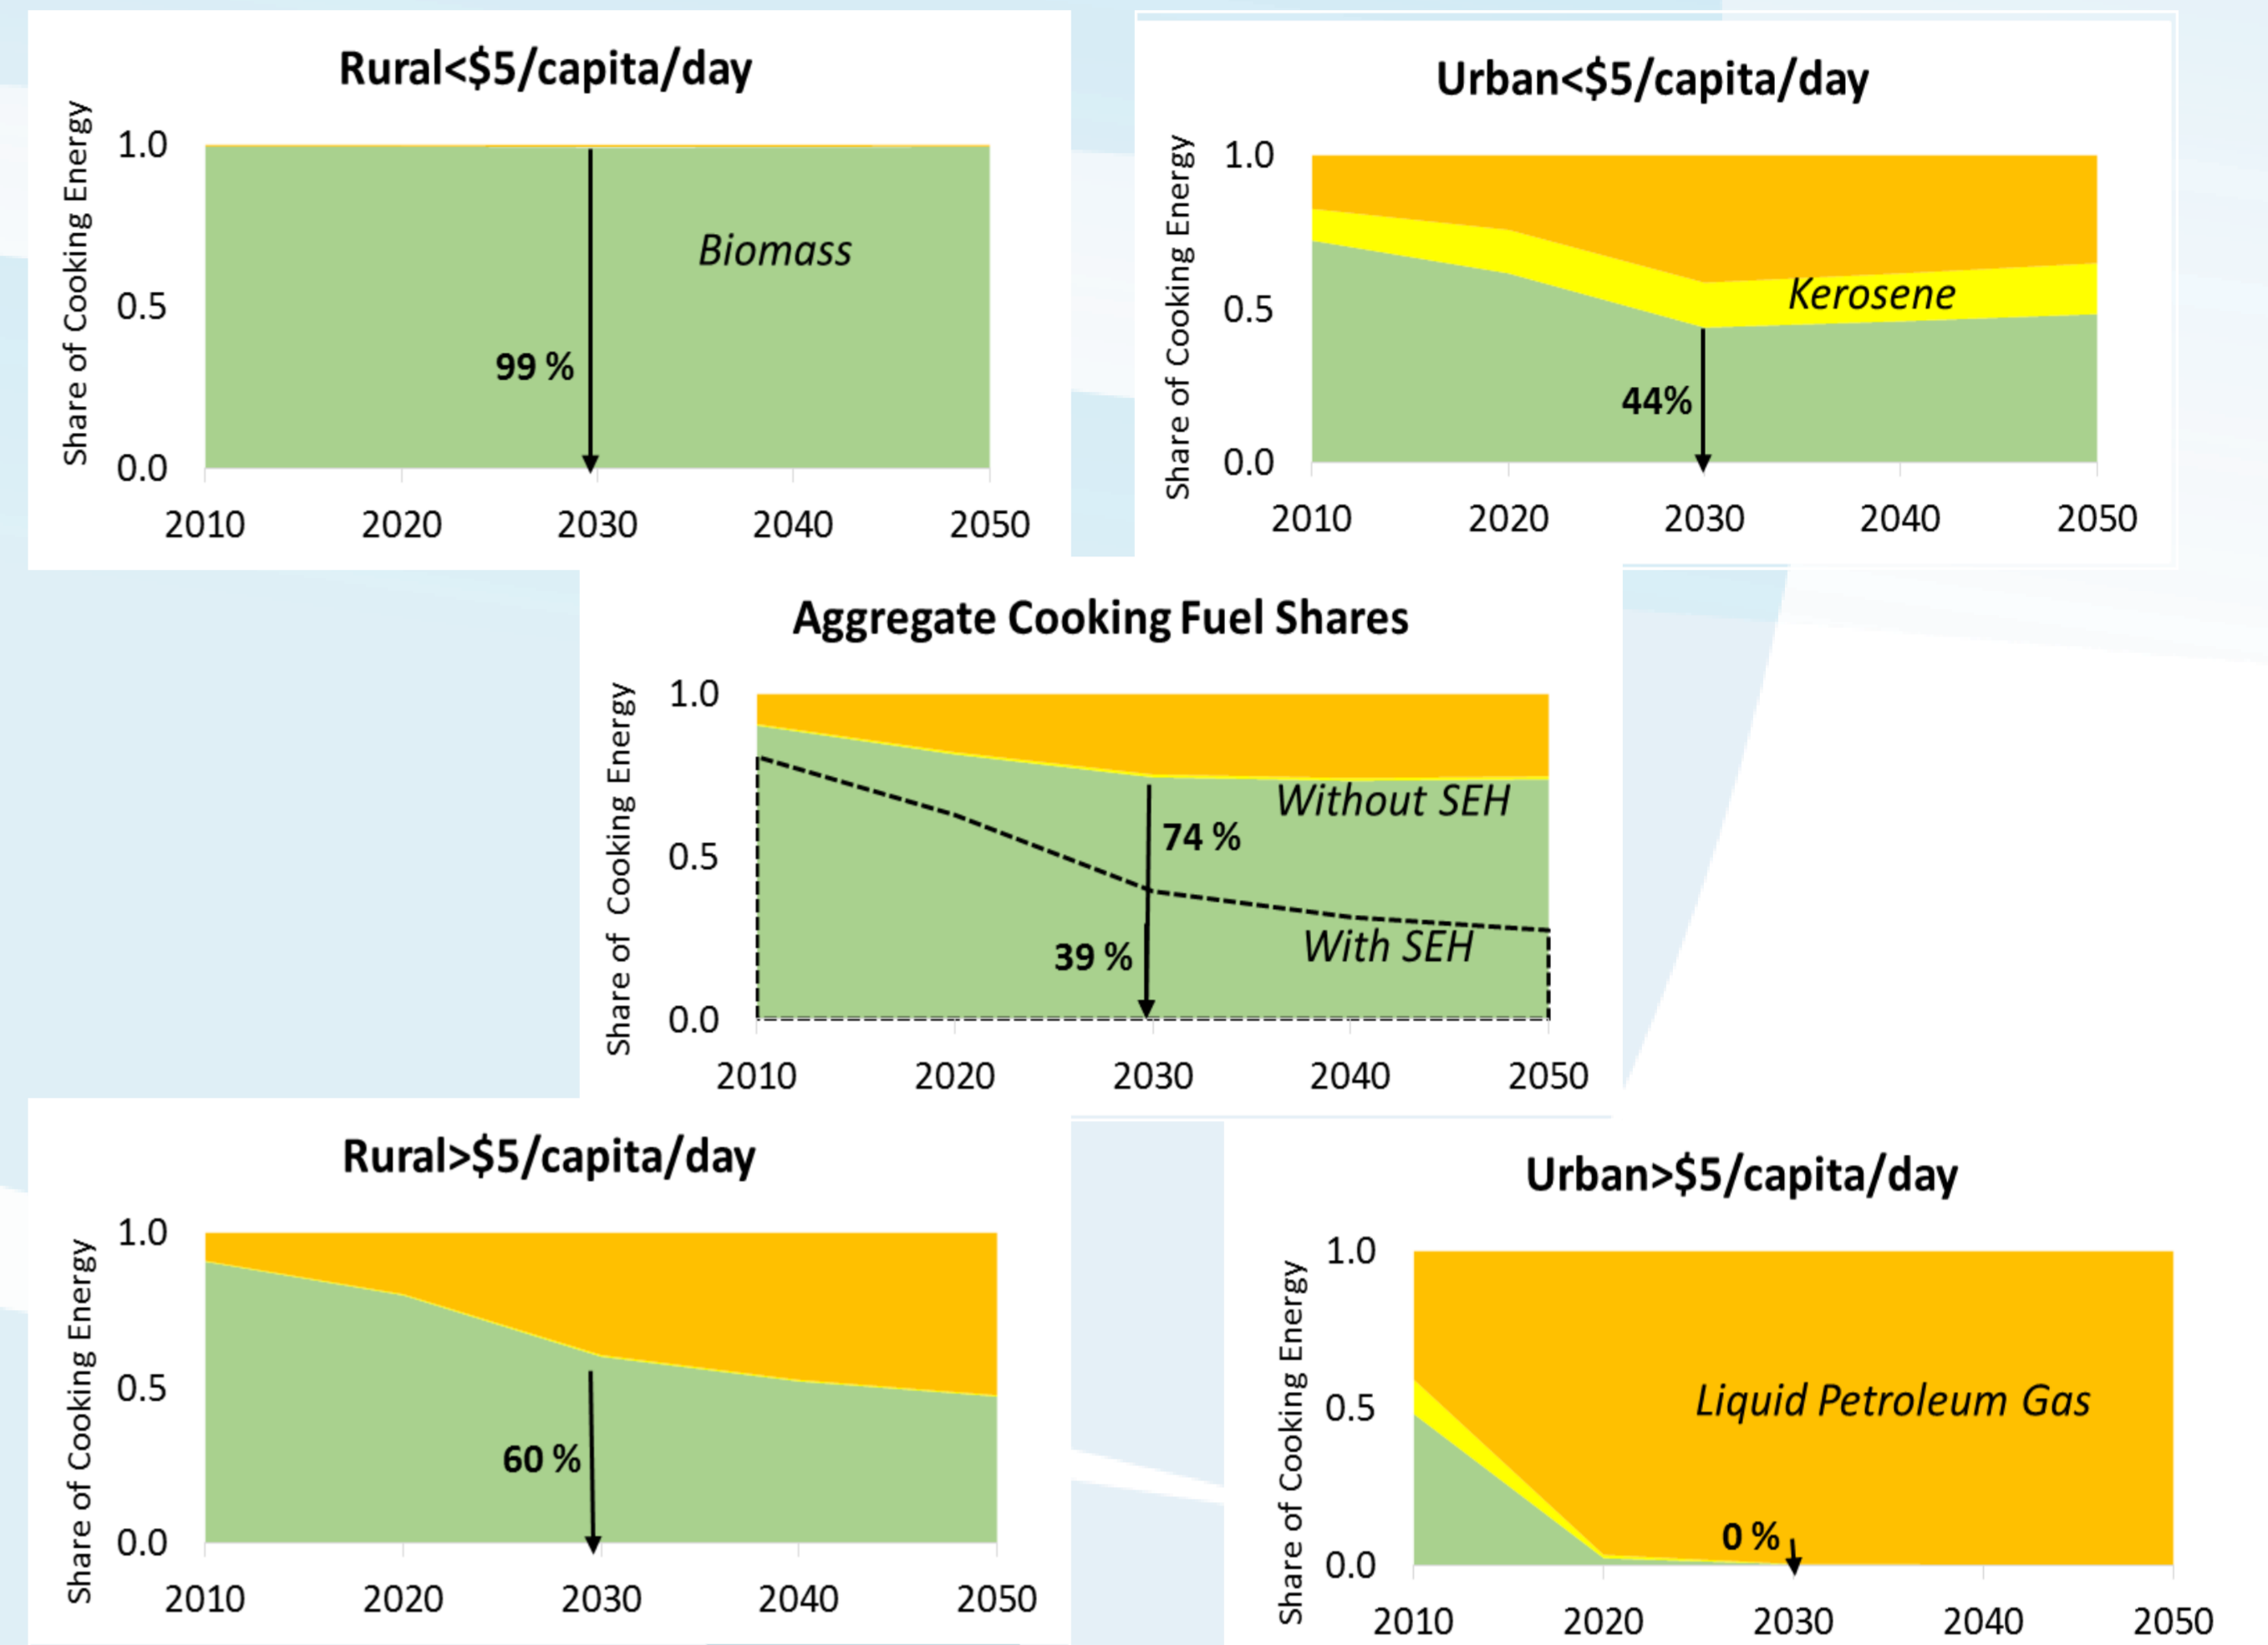 Rural<$5/capita/day
Share of Cooking Energy
1.0
0.5
0.0
Biomass
99 %
2010 2020 2030 2040 2050
Urban<$5/capita/day
Share of Cooking Energy
1.0
0.5
0.0
Kerosene
44%
2010 2020 2030 2040 2050
Aggregate Cooking Fuel Shares
Share of Cooking Energy
1.0
0.5
0.0
Without SEH
74 %
With SEH
39 %
2010 2020 2030 2040 2050
Rural>$5/capita/day
Share of Cooking Energy
1.0
0.5
0.0
60 %
2010 2020 2030 2040 2050
Urban>$5/capita/day
Share of Cooking Energy
1.0
0.5
0.0
Liquid Petroleum Gas
0 %
2010 2020 2030 2040 2050